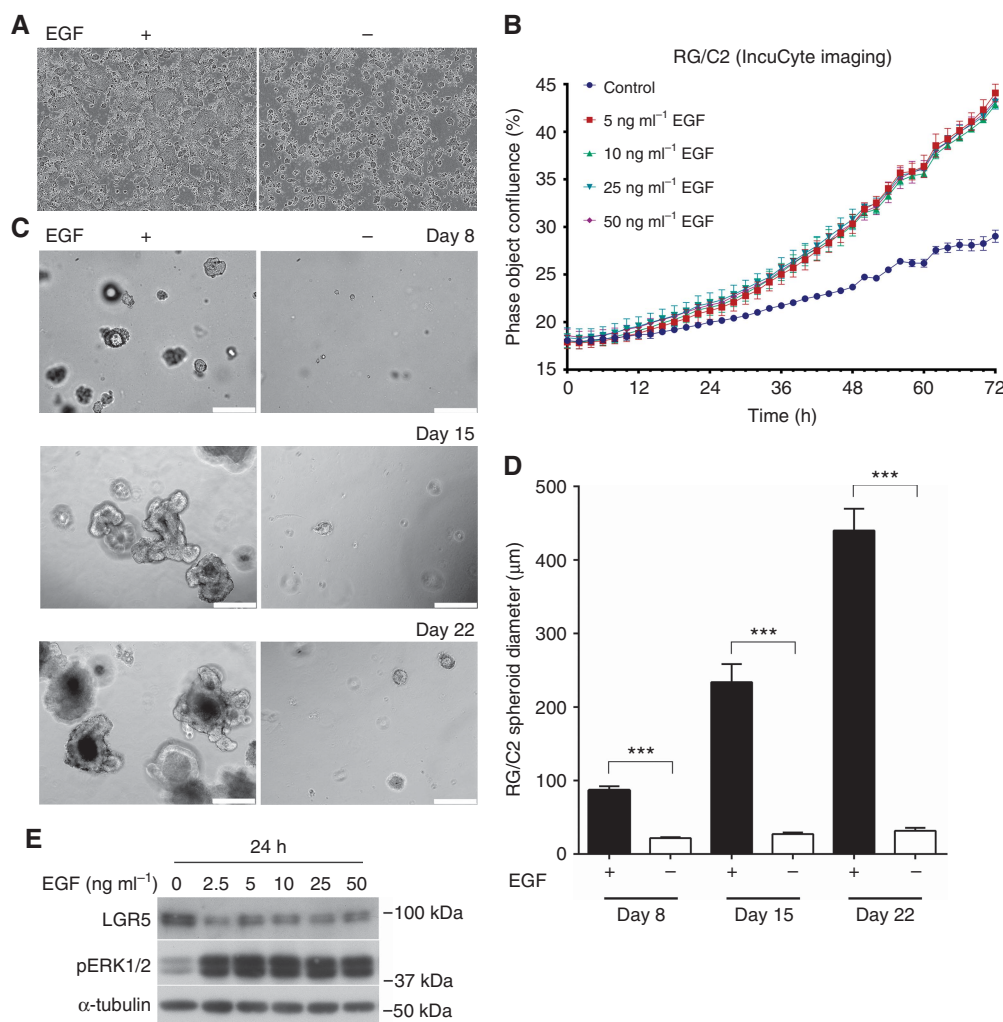 A
EGF + −
B
RG/C2 (IncuCyte imaging)
Phase object confluence (%)
45
40
35
30
25
20
15
Control
5 ng ml⁻¹ EGF
10 ng ml⁻¹ EGF
25 ng ml⁻¹ EGF
50 ng ml⁻¹ EGF
0 12 24 36 48 60 72
Time (h)
C
EGF + − Day 8
Day 15
Day 22
D
RG/C2 spheroid diameter (μm)
500
400
300
200
100
0
*** *** ***
EGF + − + − + −
Day 8 Day 15 Day 22
E
24 h
EGF (ng ml⁻¹) 0 2.5 5 10 25 50
LGR5 −100 kDa
pERK1/2 −37 kDa
α-tubulin −50 kDa